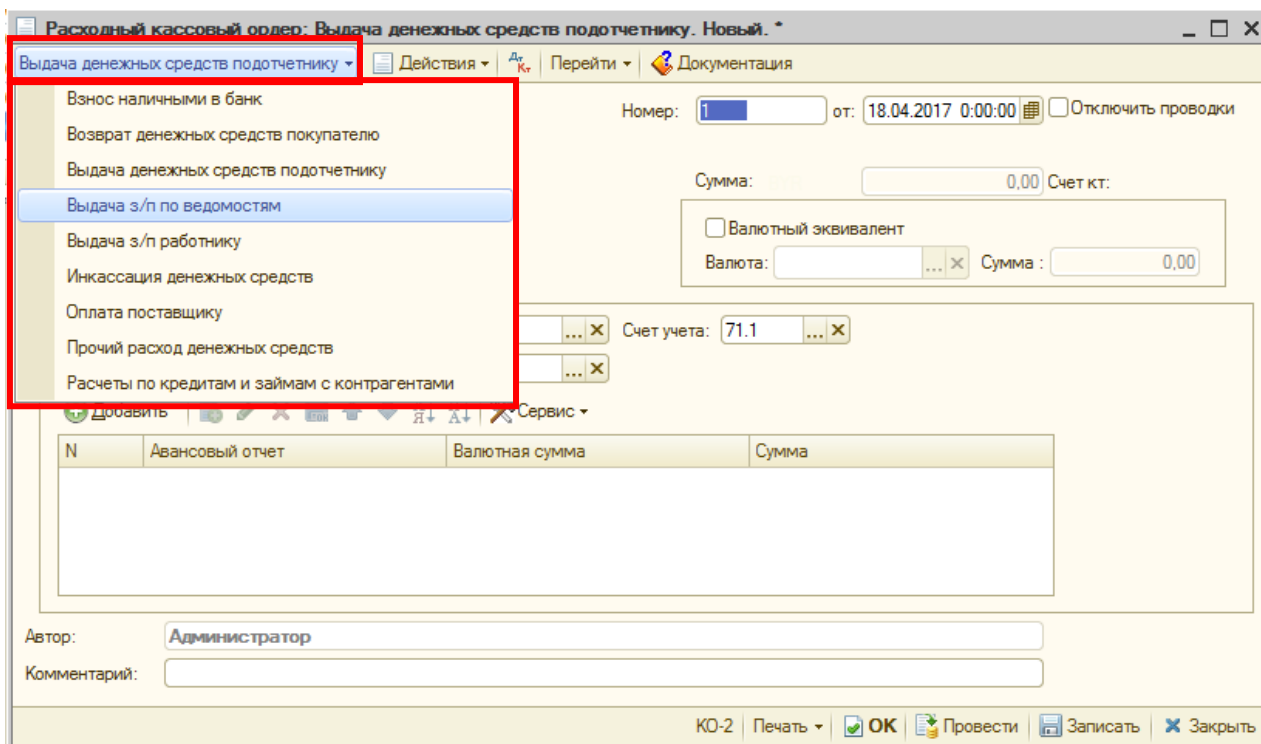 Расходный кассовый ордер: Выдача денежных средств подотчетнику. Новый. *
Выдача денежных средств подотчетнику Действия Дт Кт Перейти Документация
Взнос наличными в банк
Возврат денежных средств покупателю
Выдача денежных средств подотчетнику
Выдача з/п по ведомостям
Выдача з/п работнику
Инкассация денежных средств
Оплата поставщику
Прочий расход денежных средств
Расчеты по кредитам и займам с контрагентами
Номер: 1 от: 18.04.2017 0:00:00 Отключить проводки
Сумма: 0,00 Счет кт:
Валютный эквивалент
Валюта: ... Сумма : 0,00
... Счет учета: 71.1 ...
...
Добавить Сервис
N Авансовый отчет Валютная сумма Сумма
Автор: Администратор
Комментарий:
КО-2 Печать ОК Провести Записать Закрыть